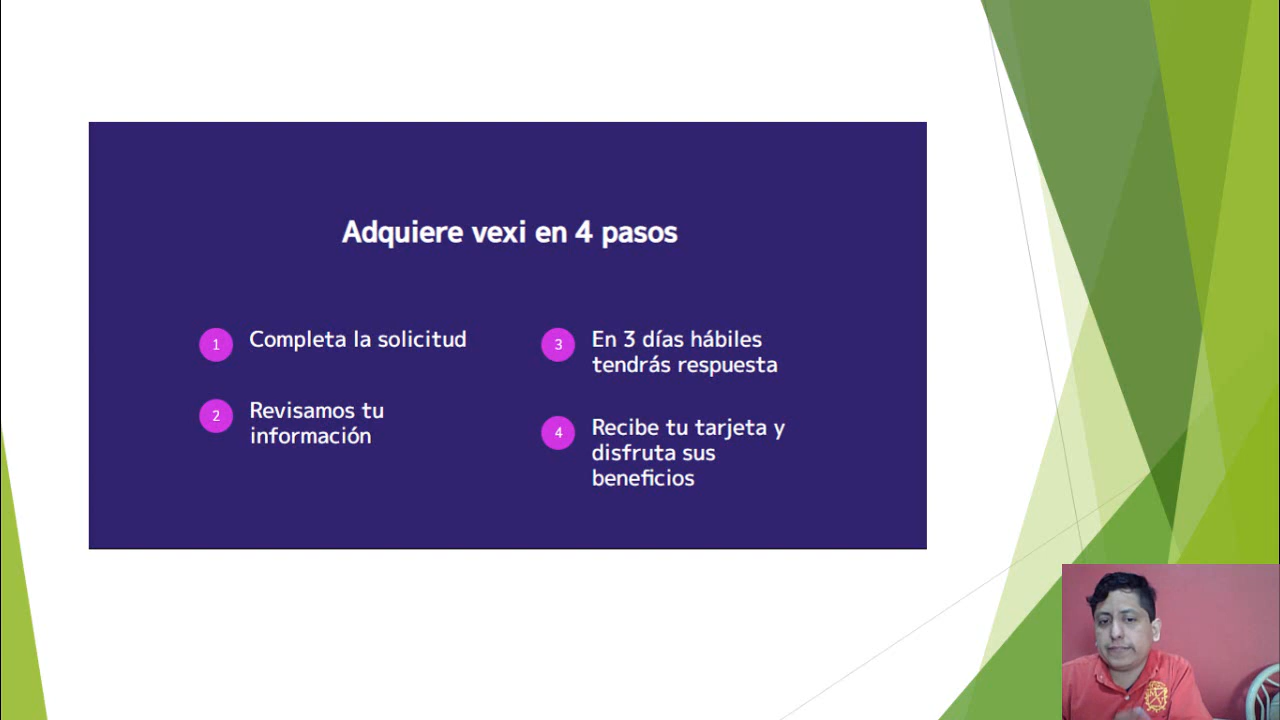 Adquiere vexi en 4 pasos
1 Completa la solicitud
2 Revisamos tu
información
3 En 3 días hábiles
tendrás respuesta
4 Recibe tu tarjeta y
disfruta sus
beneficios